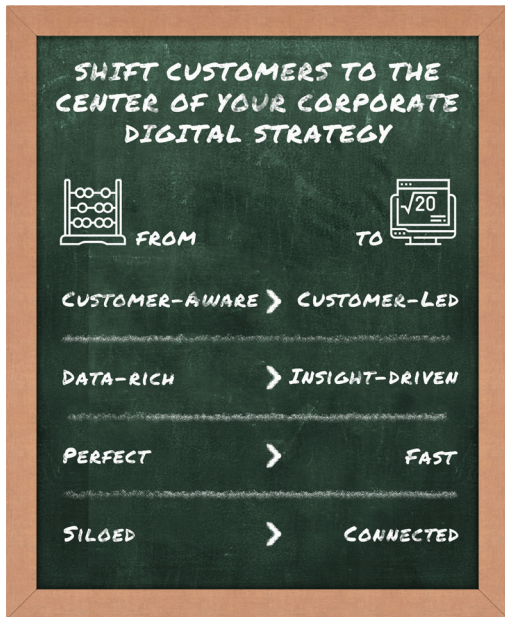 SHIFT CUSTOMERS TO THE
CENTER OF YOUR CORPORATE
DIGITAL STRATEGY
√20
FROM
TO
CUSTOMER-AWARE > CUSTOMER-LED
DATA-RICH > INSIGHT-DRIVEN
PERFECT > FAST
SILOED > CONNECTED